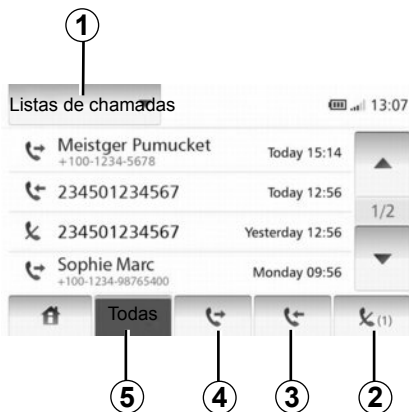 1
Listas de chamadas 13:07
Meistger Pumucket Today 15:14
+100-1234-5678
234501234567 Today 12:56
1/2
234501234567 Yesterday 12:56
Sophie Marc Monday 09:56
+100-1234-98765400
Todas (1)
5 4 3 2